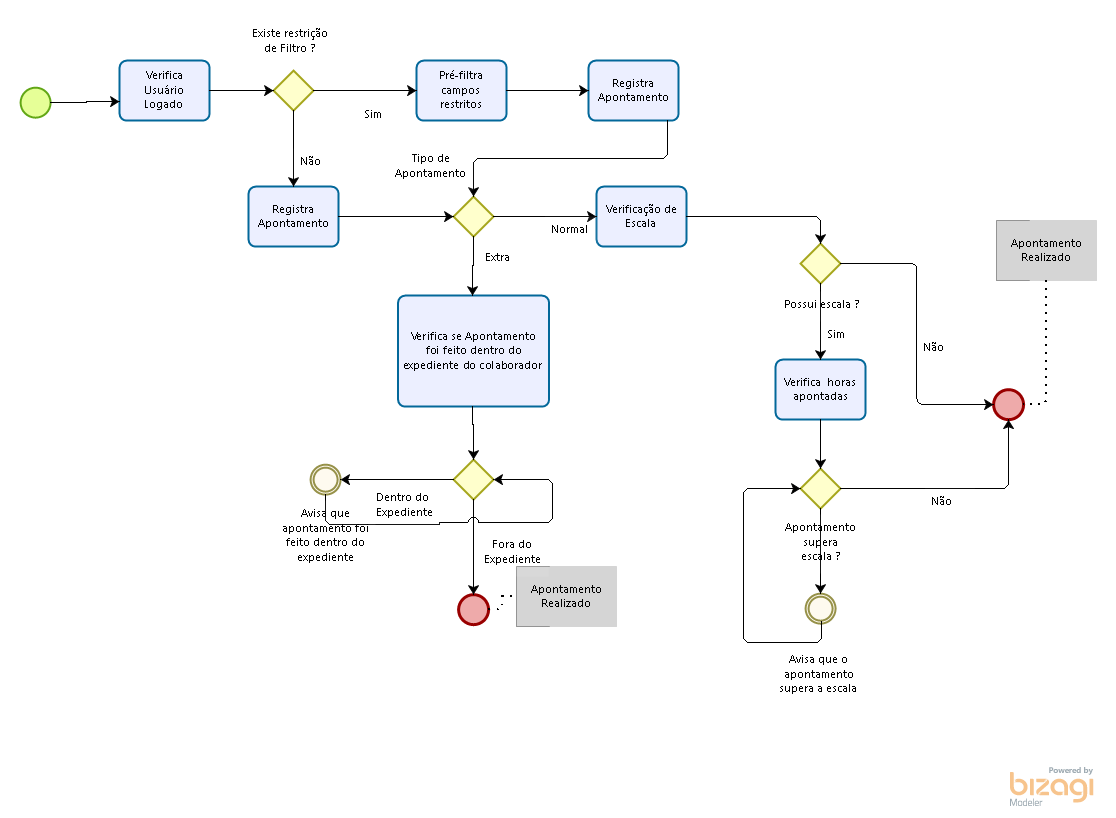 Existe restrição
de Filtro ?
Verifica
Usuário
Logado
Pré-filtra
campos
restritos
Registra
Apontamento
Sim
Não
Tipo de
Apontamento
Registra
Apontamento
Verificação de
Escala
Normal
Extra
Apontamento
Realizado
Possui escala ?
Sim
Não
Verifica se Apontamento
foi feito dentro do
expediente do colaborador
Verifica  horas
apontadas
Dentro do
Expediente
Avisa que
apontamento foi
feito dentro do
expediente
Fora do
Expediente
Não
Apontamento
supera
escala ?
Apontamento
Realizado
Avisa que o
apontamento
supera a escala
Powered by
bizagi
Modeler